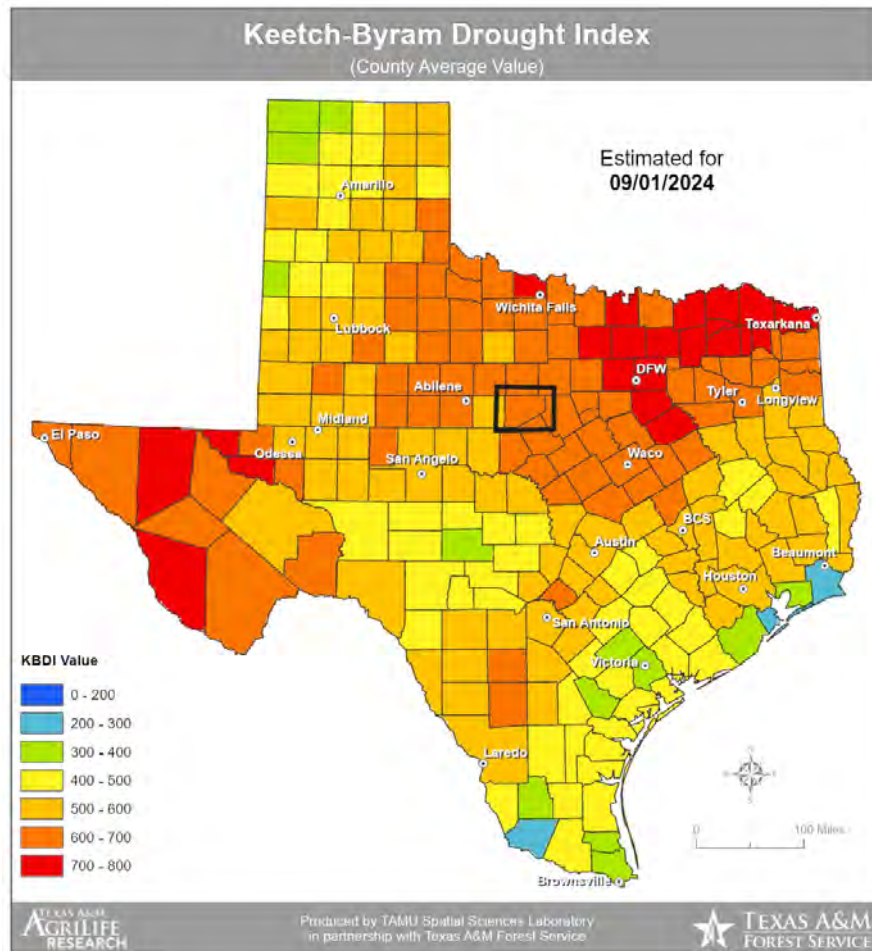 Keetch-Byram Drought Index
(County Average Value)
Estimated for
09/01/2024
Amarillo
Wichita Falls
Texarkana
Lubbock
DFW
Abilene
Tyler
Longview
Midland
El Paso
Odessa
San Angelo
Waco
BCS
Austin
Beaumont
Houston
San Antonio
Victoria
KBDI Value
0 - 200
200 - 300
300 - 400
400 - 500
500 - 600
600 - 700
700 - 800
Laredo
Brownsville
0 100 Miles
TEXAS A&M
AGRILIFE
RESEARCH
Produced by TAMU Spatial Sciences Laboratory
in partnership with Texas A&M Forest Service
TEXAS A&M
FOREST SERVICE